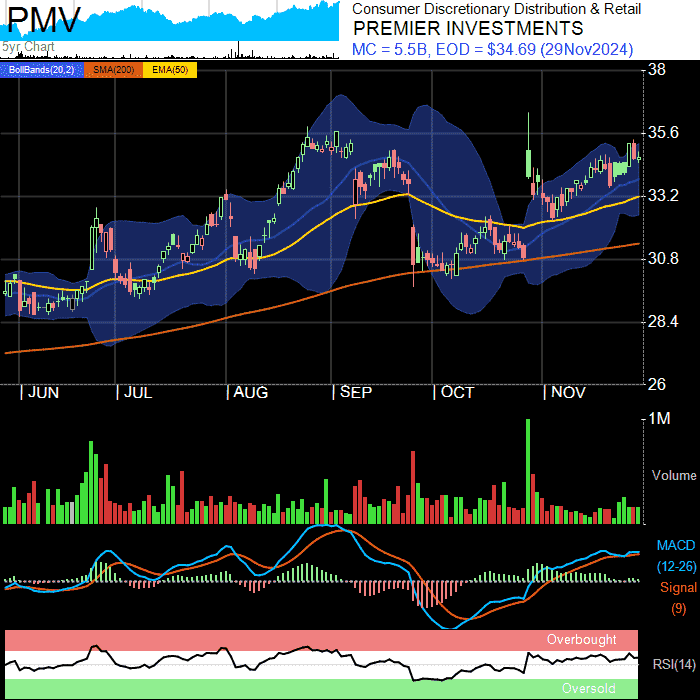 PMV
5yr Chart
Consumer Discretionary Distribution & Retail
PREMIER INVESTMENTS
MC = 5.5B, EOD = $34.69 (29Nov2024)
BollBands(20,2) SMA(200) EMA(50)
38
35.6
33.2
30.8
28.4
26
| JUN | JUL | AUG | SEP | OCT | NOV
1M
Volume
MACD
(12-26)
Signal
(9)
Overbought
RSI(14)
Oversold